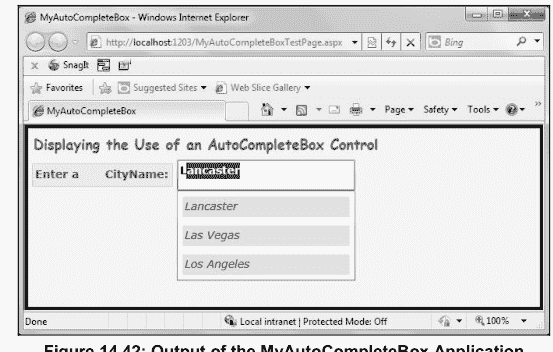 MyAutoCompleteBox - Windows Internet Explorer
http://localhost:1203/MyAutoCompleteBoxTestPage.aspx
Bing
x SnagIt
Favorites Suggested Sites Web Slice Gallery
MyAutoCompleteBox Page Safety Tools »
Displaying the Use of an AutoCompleteBox Control
Enter a CityName: Lancaster
Lancaster
Las Vegas
Los Angeles
Done Local intranet | Protected Mode: Off 100%
Figure 14.42: Output of the MyAutoCompleteBox Application